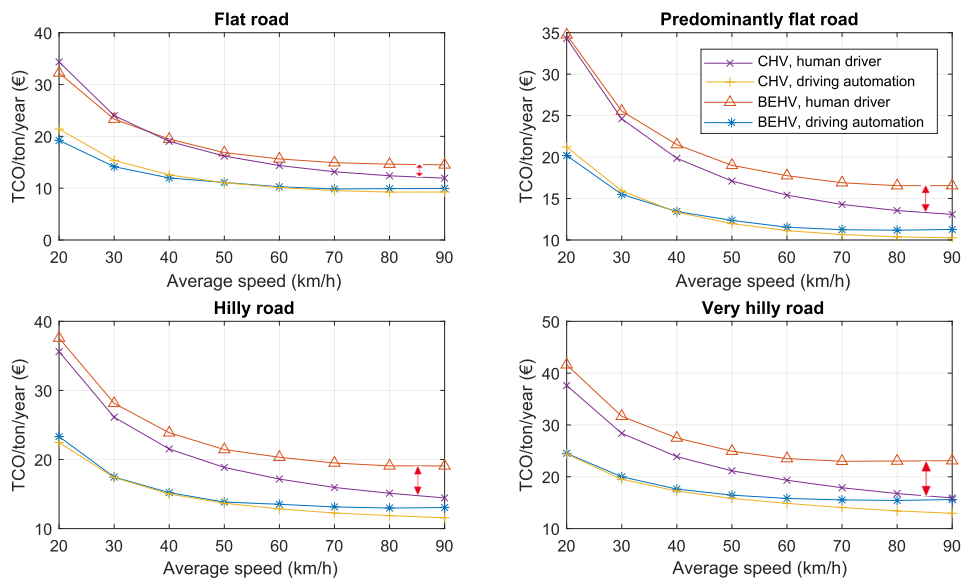 Flat road
TCO/ton/year (€)
40
30
20
10
0
20 30 40 50 60 70 80 90
Average speed (km/h)
Predominantly flat road
TCO/ton/year (€)
35
30
25
20
15
10
CHV, human driver
CHV, driving automation
BEHV, human driver
BEHV, driving automation
20 30 40 50 60 70 80 90
Average speed (km/h)
Hilly road
TCO/ton/year (€)
40
30
20
10
20 30 40 50 60 70 80 90
Average speed (km/h)
Very hilly road
TCO/ton/year (€)
50
40
30
20
10
20 30 40 50 60 70 80 90
Average speed (km/h)